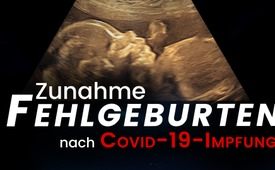 Zunahme
FEHLGEBURTEN
nach COVID-19-IMPFUNG